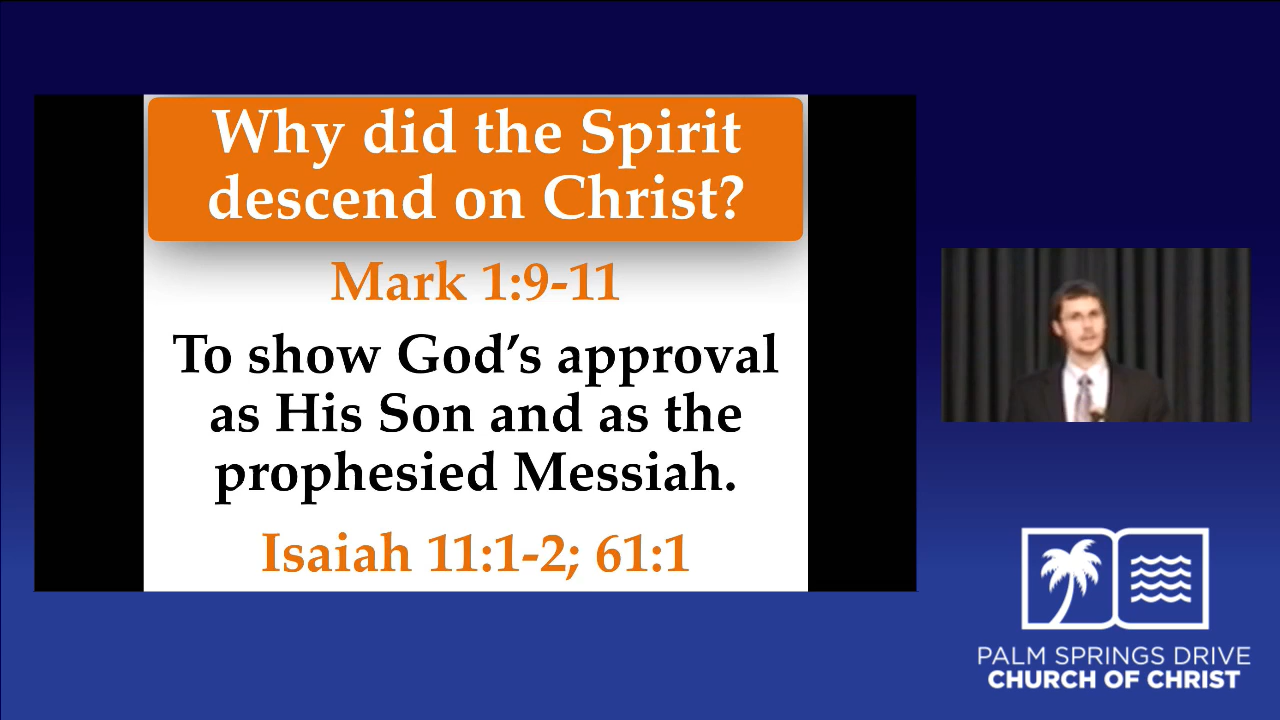 Why did the Spirit
descend on Christ?
Mark 1:9-11
To show God’s approval
as His Son and as the
prophesied Messiah.
Isaiah 11:1-2; 61:1
PALM SPRINGS DRIVE
CHURCH OF CHRIST